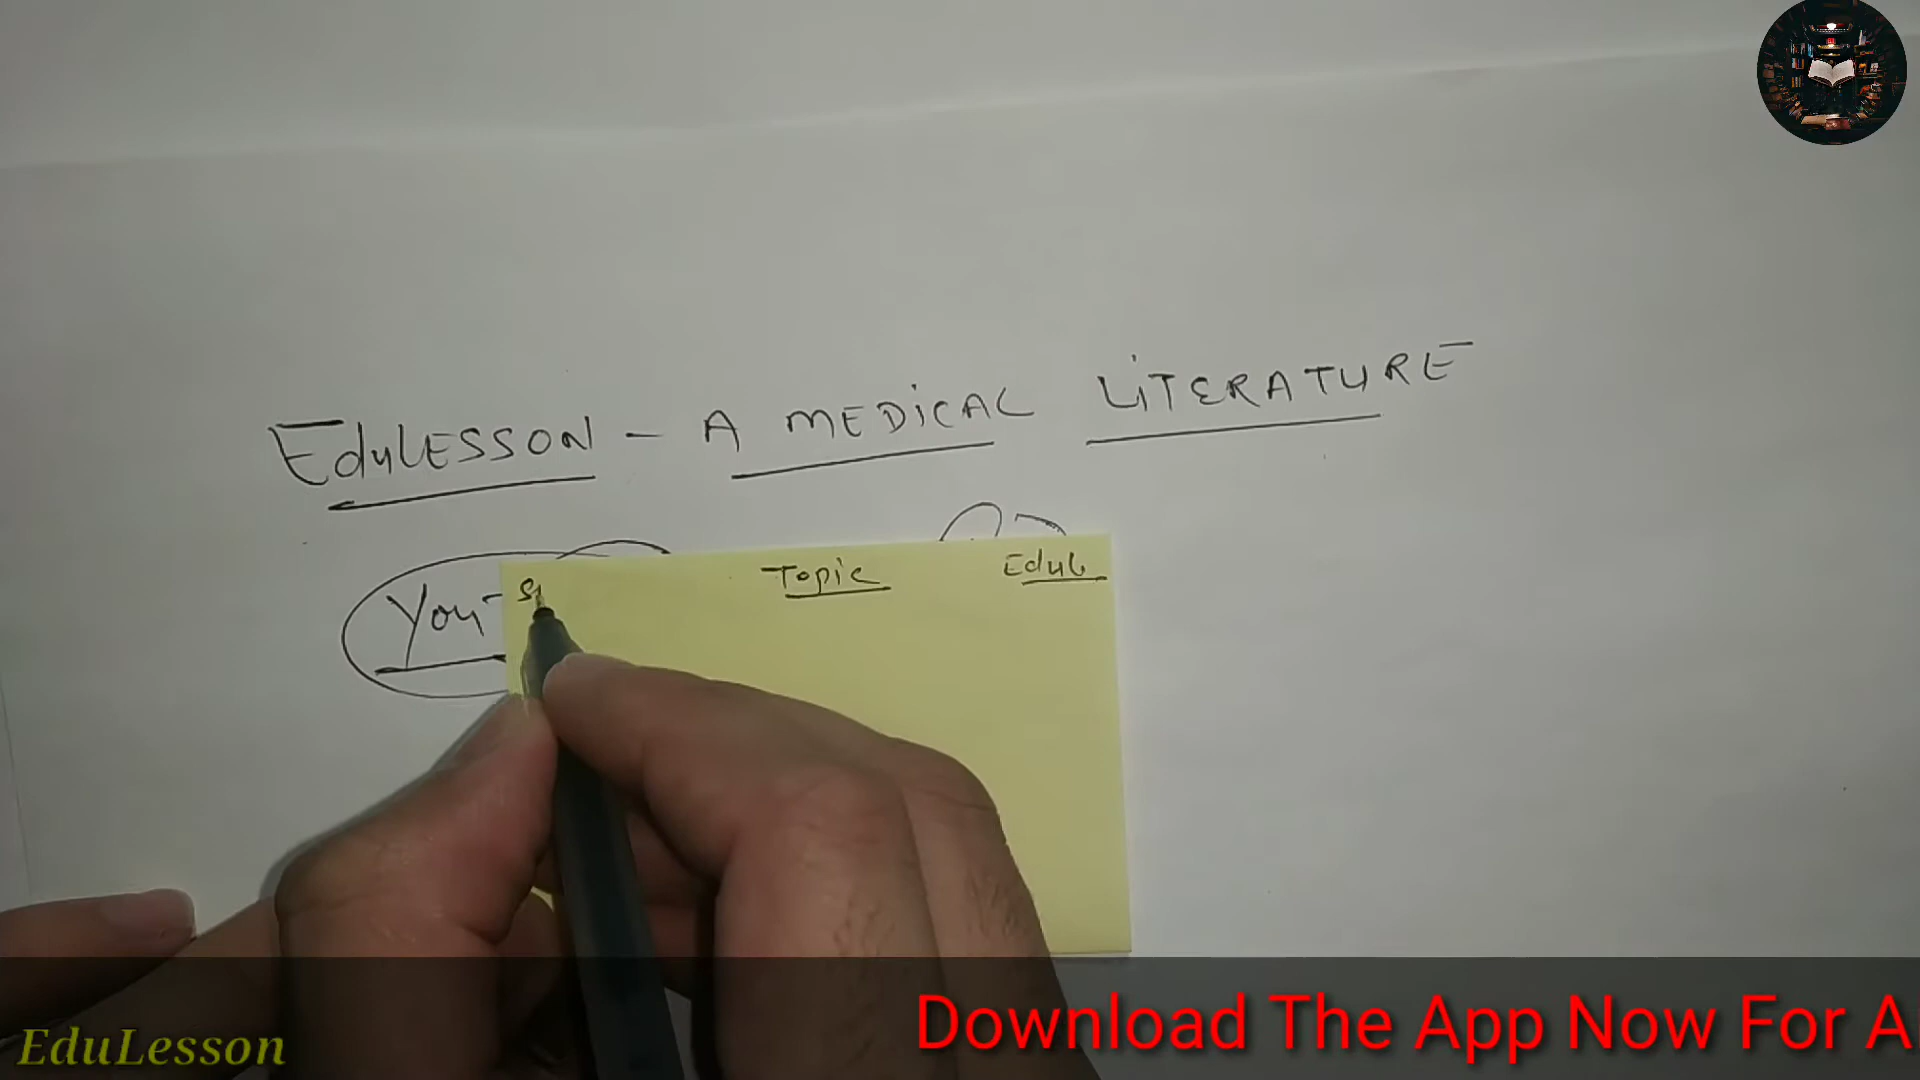 EduLESSON - A MEDICAL LITERATURE
You-
Topic EduL
EduLesson
Download The App Now For A